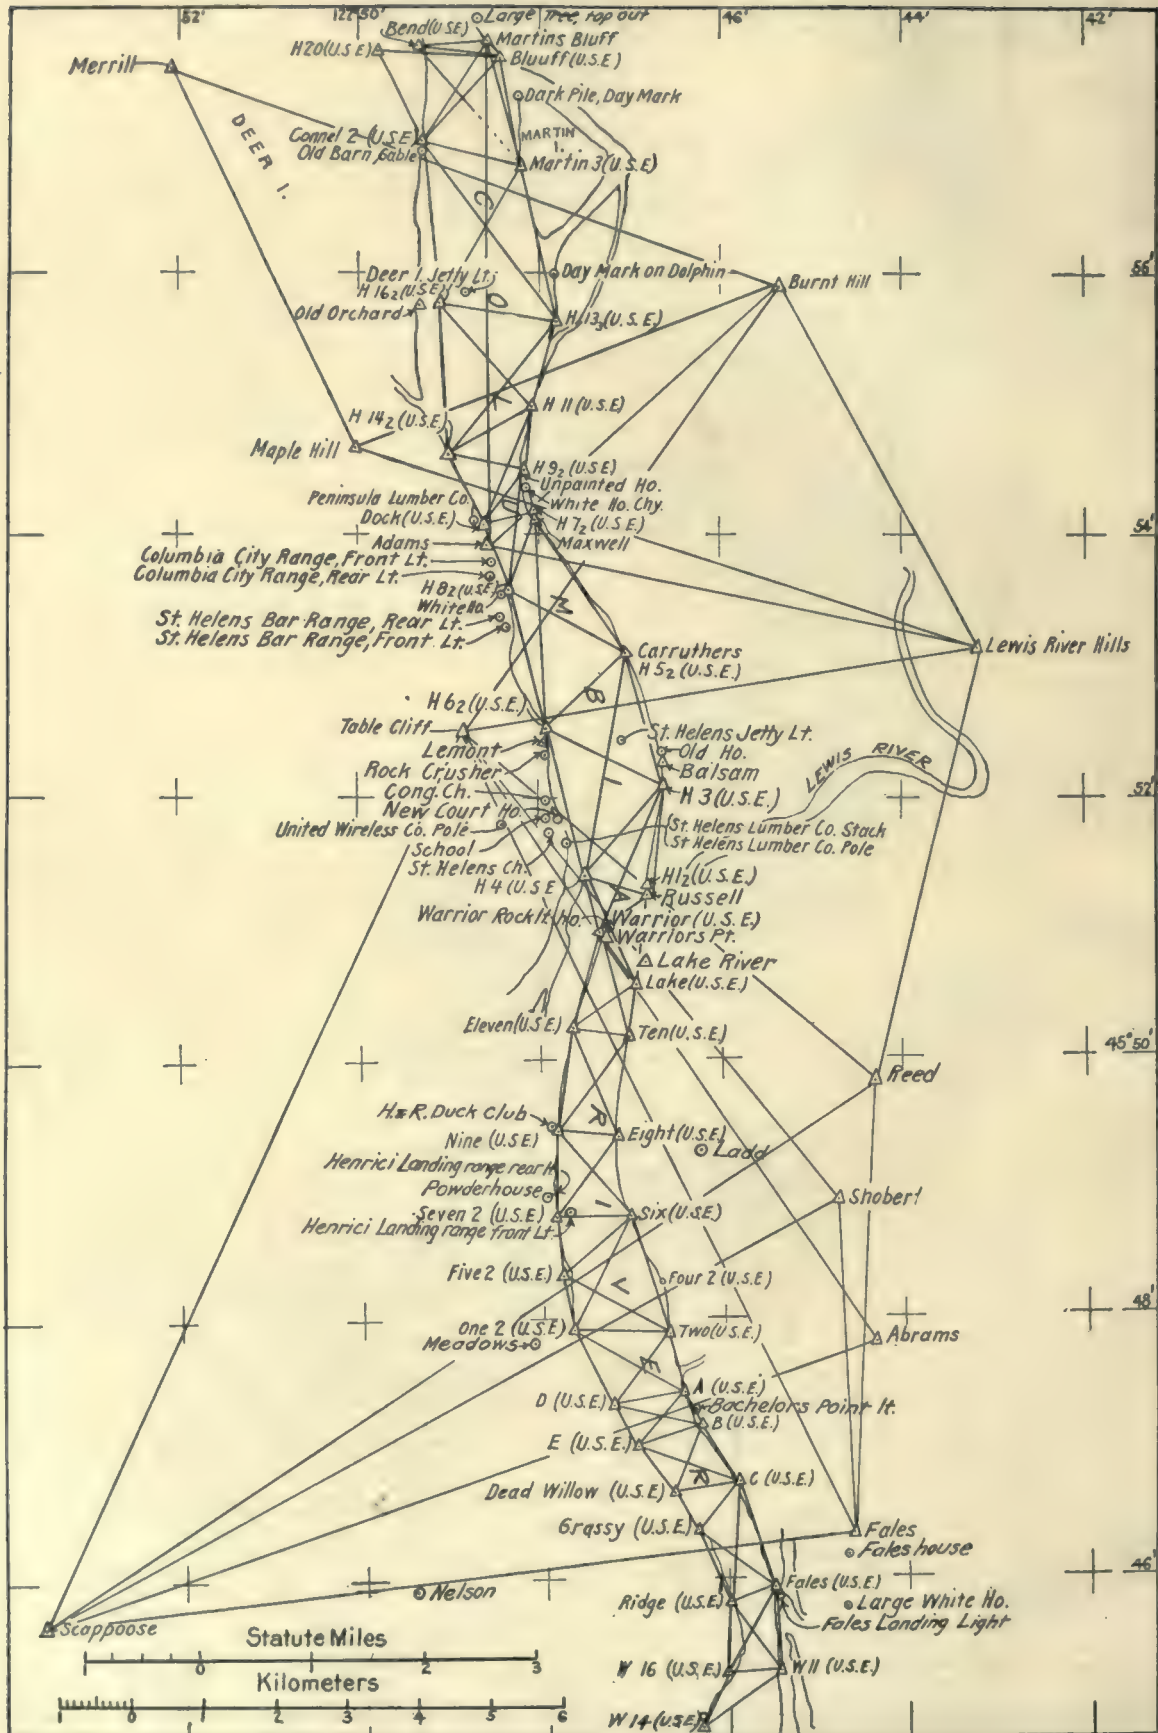 52'
122°50'
46'
44'
42'
Large Tree, top out
Bend (U.S.E)
Martins Bluff
H20 (U.S.E)
Bluuff (U.S.E)
Merrill
Dark Pile, Day Mark
DEER I.
MARTIN
I.
Connel 2 (U.S.E)
Old Barn, Gable
Martin 3 (U.S.E)
COLUMBIA RIVER
56'
Deer I. Jetty Lt.
Day Mark on Dolphin
Burnt Hill
H 16₂ (U.S.E)
Old Orchard
H 13₃ (U.S.E.)
H 11 (U.S.E)
H 14₂ (U.S.E.)
Maple Hill
H 9₂ (U.S.E)
Unpainted Ho.
White Ho. Chy.
Peninsula Lumber Co.
Dock (U.S.E.)
H 7₂ (U.S.E)
Maxwell
54'
Adams
Columbia City Range, Front Lt.
Columbia City Range, Rear Lt.
H 8₂ (U.S.E)
White Ho.
St. Helens Bar Range, Rear Lt.
St. Helens Bar Range, Front Lt.
Carruthers
H 5₂ (U.S.E.)
Lewis River Hills
H 6₂ (U.S.E.)
Table Cliff
St. Helens Jetty Lt.
Lemont
Old Ho.
Balsam
LEWIS RIVER
Rock Crusher
Cong. Ch.
H 3 (U.S.E.)
52'
New Court Ho.
United Wireless Co. Pole
St. Helens Lumber Co. Stack
St Helens Lumber Co. Pole
School
St. Helens Ch.
H 4 (U.S.E
H 1₂ (U.S.E.)
Russell
Warrior Rock lt. ho.
Warrior (U.S.E.)
Warriors Pt.
Lake River
Lake (U.S.E.)
Eleven (U.S.E)
Ten (U.S.E.)
45°50'
Reed
H. & R. Duck Club
Nine (U.S.E)
Eight (U.S.E)
Ladd
Henrici Landing range rear lt.
Powderhouse
Shobert
Seven 2 (U.S.E)
Six (U.S.E.)
Henrici Landing range front Lt.
Five 2 (U.S.E.)
Four 2 (U.S.E)
48'
One 2 (U.S.E)
Two (U.S.E.)
Abrams
Meadows
A (U.S.E.)
D (U.S.E.)
Bachelors Point lt.
B (U.S.E.)
E (U.S.E.)
C (U.S.E.)
Dead Willow (U.S.E)
Grassy (U.S.E.)
Fales
Fales house
46'
Fales (U.S.E)
Nelson
Ridge (U.S.E.)
Large White Ho.
Fales Landing Light
Scappoose
Statute Miles
1 0 1 2 3
W 16 (U.S.E.)
W 11 (U.S.E.)
Kilometers
1 0 1 2 3 4 5 6
W 14 (U.S.E)